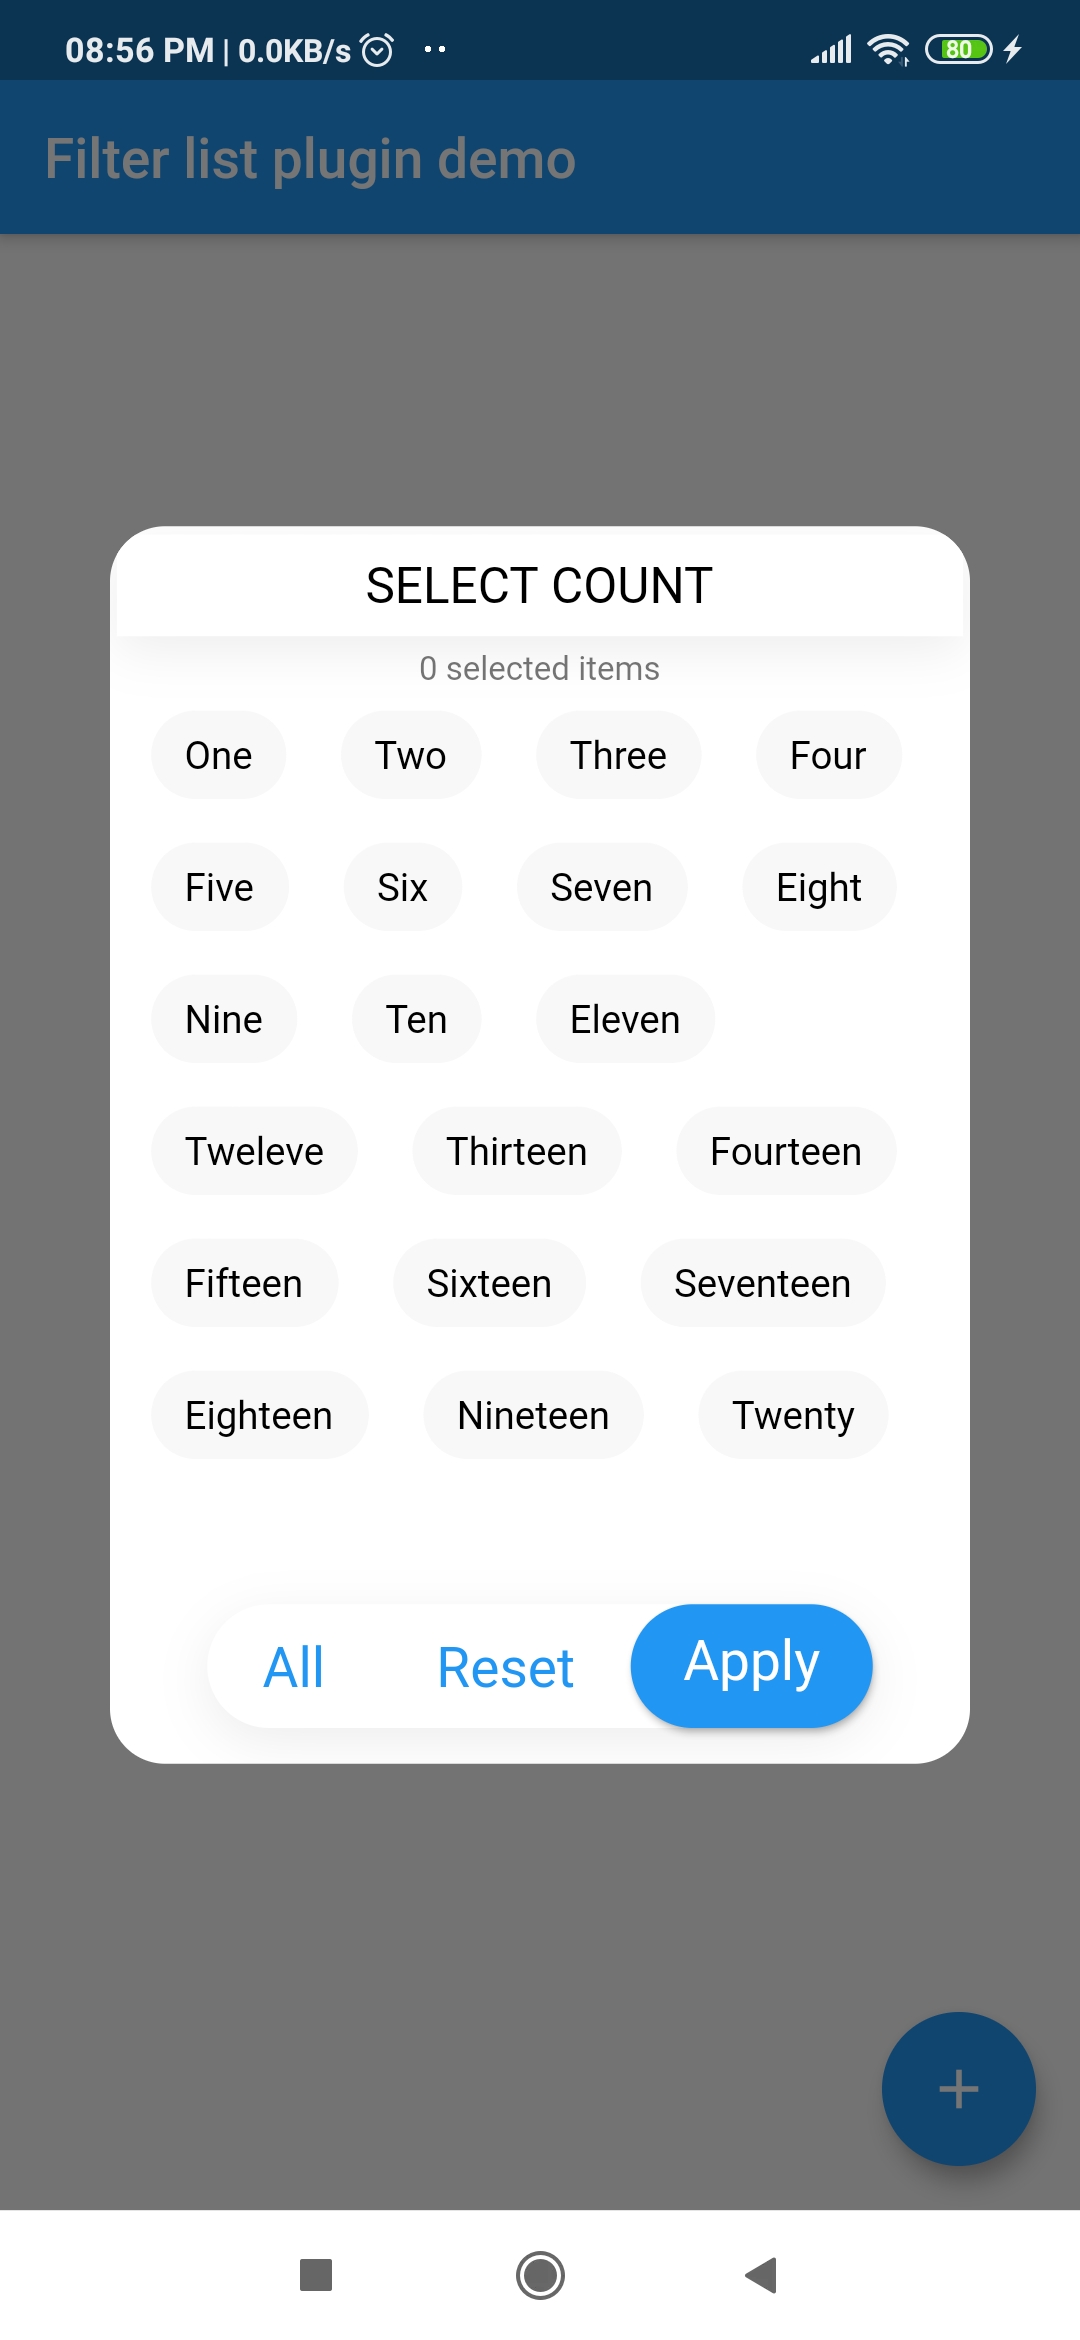 08:56 PM | 0.0KB/s
80
Filter list plugin demo
SELECT COUNT
0 selected items
One Two Three Four
Five Six Seven Eight
Nine Ten Eleven
Tweleve Thirteen Fourteen
Fifteen Sixteen Seventeen
Eighteen Nineteen Twenty
All Reset Apply